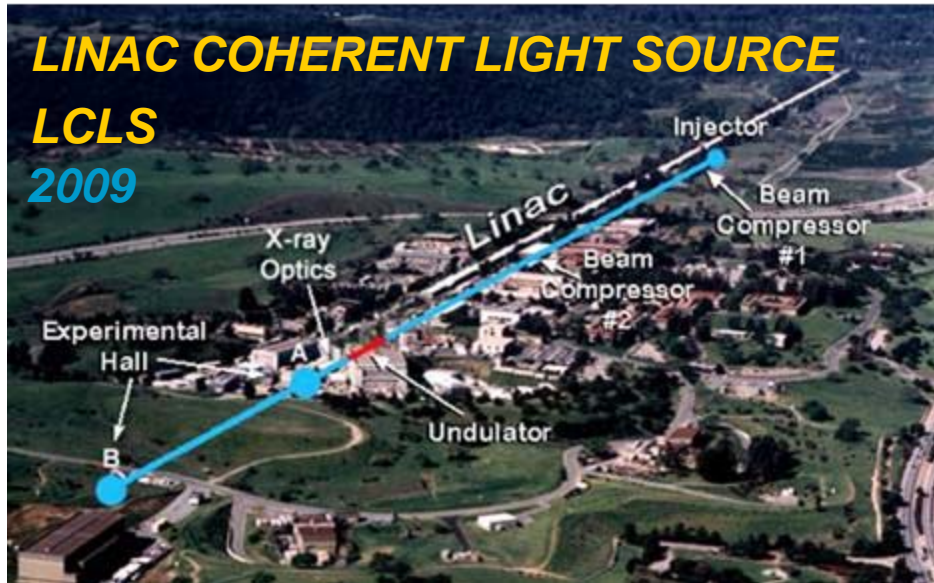 LINAC COHERENT LIGHT SOURCE
LCLS
2009
Injector
Linac
Beam
Compressor
#1
X-ray
Optics
Beam
Compressor
#2
Experimental
Hall
A
Undulator
B